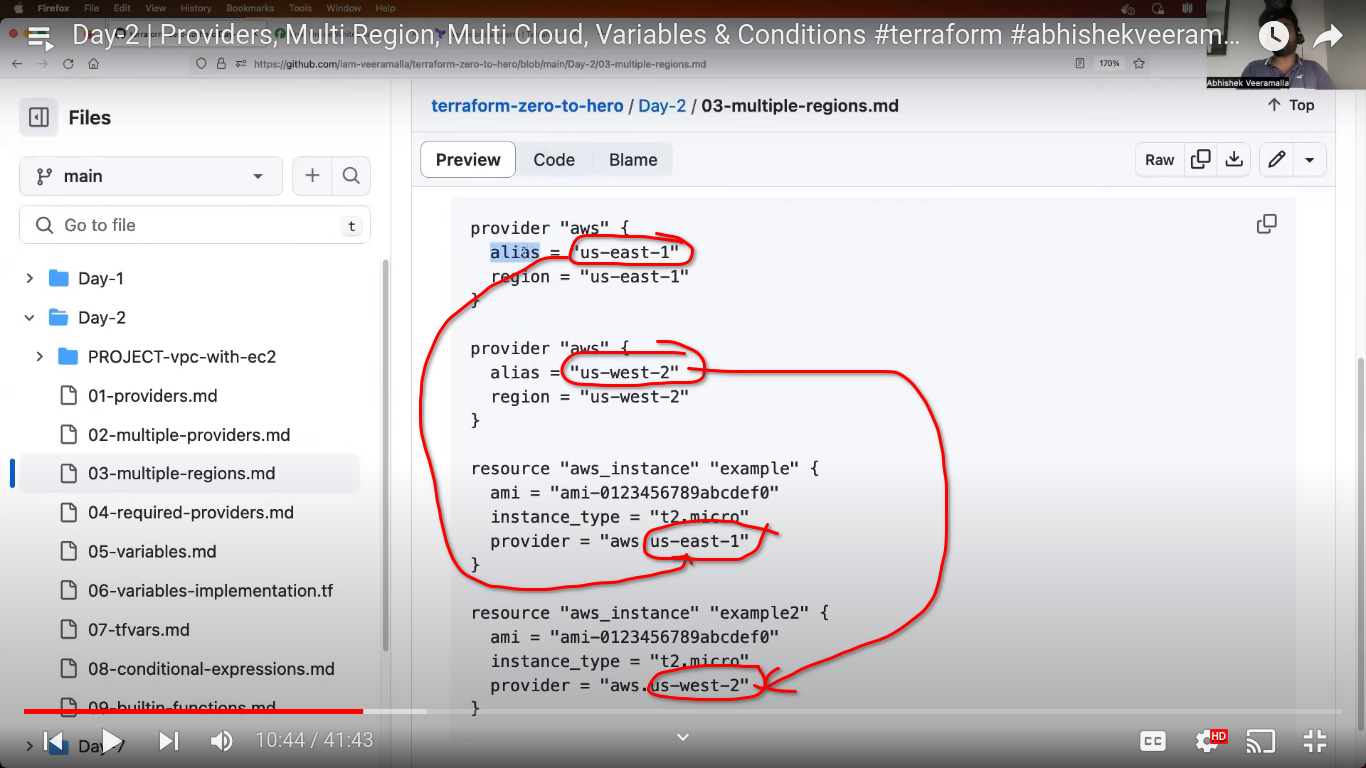 Firefox File Edit View History Bookmarks Tools Window Help
Day-2 | Providers, Multi Region, Multi Cloud, Variables & Conditions #terraform #abhishekveeram...
https://github.com/iam-veeramalla/terraform-zero-to-hero/blob/main/Day-2/03-multiple-regions.md
170%
Abhishek Veeramalla
Files
main
Go to file
t
Day-1
Day-2
PROJECT-vpc-with-ec2
01-providers.md
02-multiple-providers.md
03-multiple-regions.md
04-required-providers.md
05-variables.md
06-variables-implementation.tf
07-tfvars.md
08-conditional-expressions.md
09-builtin-functions.md
Day-7
terraform-zero-to-hero / Day-2 / 03-multiple-regions.md
Top
Preview Code Blame
Raw
provider "aws" {
alias = "us-east-1"
region = "us-east-1"
}
provider "aws" {
alias = "us-west-2"
region = "us-west-2"
}
resource "aws_instance" "example" {
ami = "ami-0123456789abcdef0"
instance_type = "t2.micro"
provider = "aws.us-east-1"
}
resource "aws_instance" "example2" {
ami = "ami-0123456789abcdef0"
instance_type = "t2.micro"
provider = "aws.us-west-2"
}
10:44 / 41:43
CC
HD